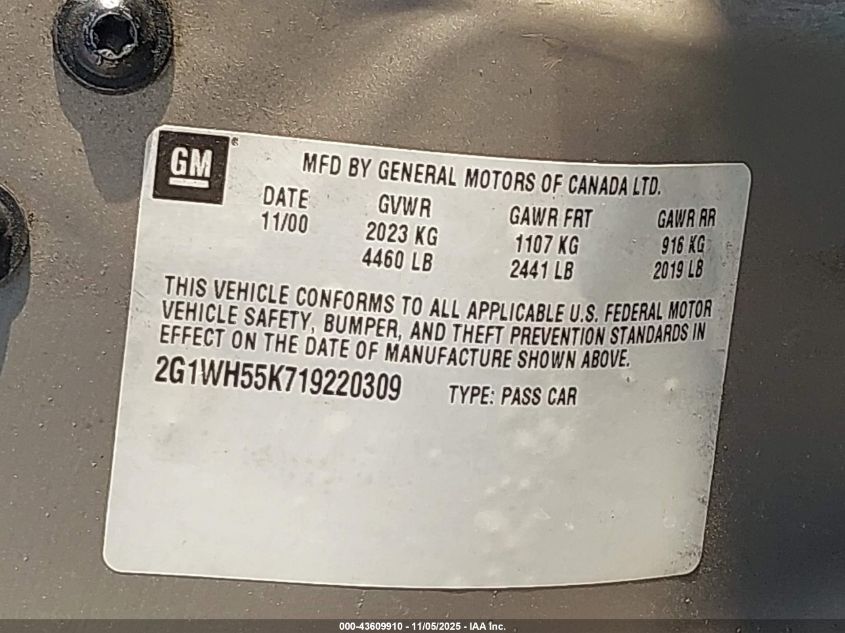 GM
®
MFD BY GENERAL MOTORS OF CANADA LTD.
DATE GVWR GAWR FRT GAWR RR
11/00 2023 KG 1107 KG 916 KG
4460 LB 2441 LB 2019 LB
THIS VEHICLE CONFORMS TO ALL APPLICABLE U.S. FEDERAL MOTOR
VEHICLE SAFETY, BUMPER, AND THEFT PREVENTION STANDARDS IN
EFFECT ON THE DATE OF MANUFACTURE SHOWN ABOVE.
2G1WH55K719220309 TYPE: PASS CAR
000-43609910 - 11/05/2025 - IAA Inc.